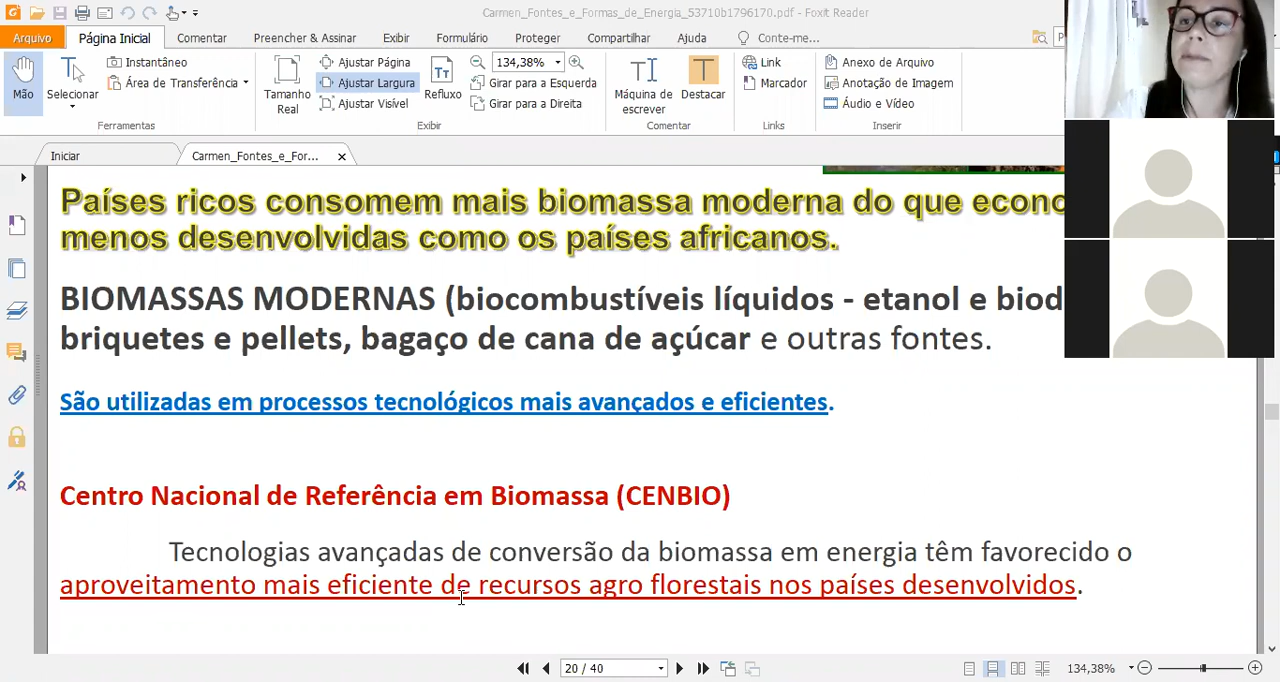 Carmen_Fontes_e_Formas_de_Energia_53710b1796170.pdf - Foxit Reader
Arquivo Página Inicial Comentar Preencher & Assinar Exibir Formulário Proteger Compartilhar Ajuda Conte-me...
Mão
Selecionar
Instantâneo
Área de Transferência
Ferramentas
Tamanho Real
Ajustar Página
Ajustar Largura
Ajustar Visível
Refluxo
134,38%
Girar para a Esquerda
Girar para a Direita
Exibir
Máquina de escrever
Destacar
Comentar
Link
Marcador
Links
Anexo de Arquivo
Anotação de Imagem
Áudio e Vídeo
Inserir
Iniciar Carmen_Fontes_e_For...
Países ricos consomem mais biomassa moderna do que econo
menos desenvolvidas como os países africanos.
BIOMASSAS MODERNAS (biocombustíveis líquidos - etanol e biod
briquetes e pellets, bagaço de cana de açúcar e outras fontes.
São utilizadas em processos tecnológicos mais avançados e eficientes.
Centro Nacional de Referência em Biomassa (CENBIO)
Tecnologias avançadas de conversão da biomassa em energia têm favorecido o
aproveitamento mais eficiente de recursos agro florestais nos países desenvolvidos.
20 / 40 134,38%